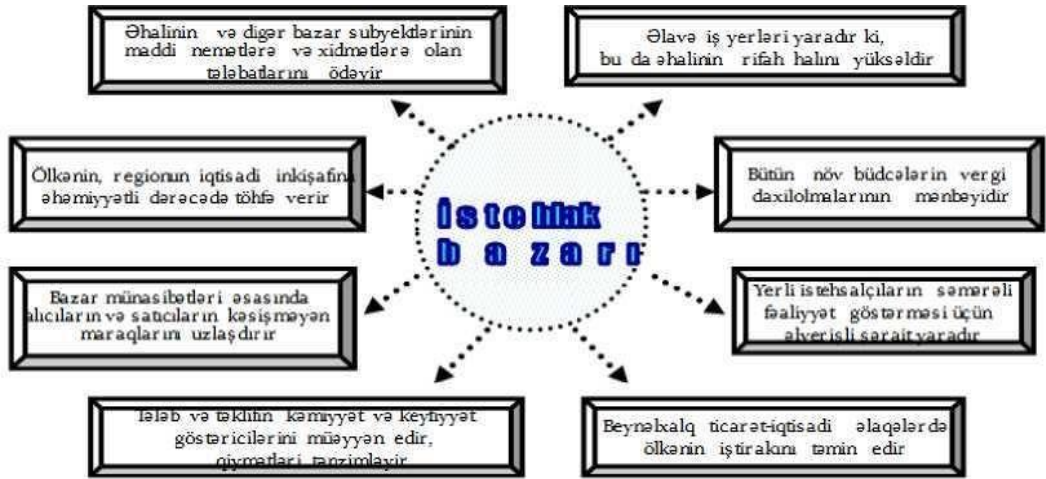 Əhalinin və digər bazar subyektlərinin
maddi nemətlərə və xidmətlərə olan
tələbatlarını ödəyir
Əlavə iş yerləri yaradır ki,
bu da əhalinin rifah halını yüksəldir
Ölkənin, regionun iqtisadi inkişafına
əhəmiyyətli dərəcədə töhfə verir
Bütün növ büdcələrin vergi
daxilolmalarının mənbəyidir
İstehlak
bazarı
Bazar münasibətləri əsasında
alıcıların və satıcıların kəsişməyən
maraqlarını uzlaşdırır
Yerli istehsalçıların səmərəli
fəaliyyət göstərməsi üçün
əlverişli şərait yaradır
Tələb və təklifin kəmiyyət və keyfiyyət
göstəricilərini müəyyən edir,
qiymətləri tənzimləyir
Beynəlxalq ticarət-iqtisadi əlaqələrdə
ölkənin iştirakını təmin edir